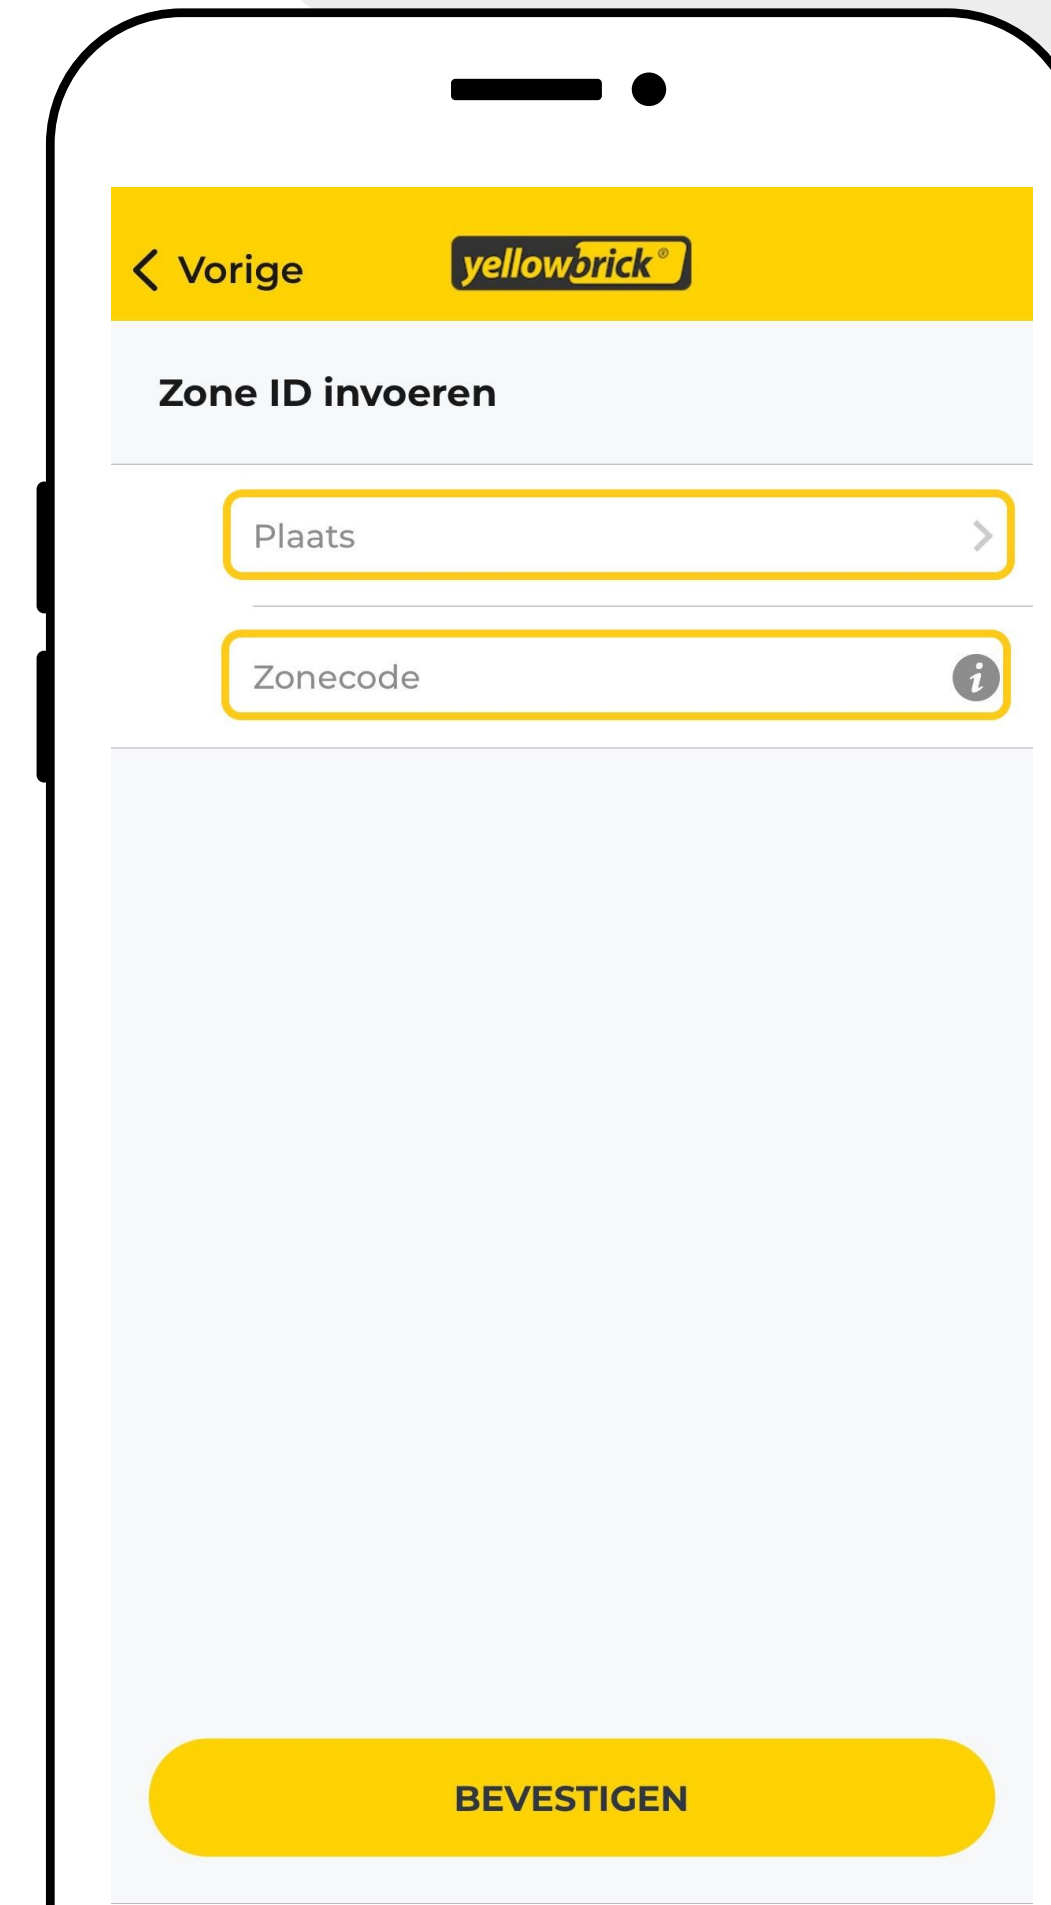 Vorige
yellowbrick®
Zone ID invoeren
Plaats
Zonecode
i
BEVESTIGEN